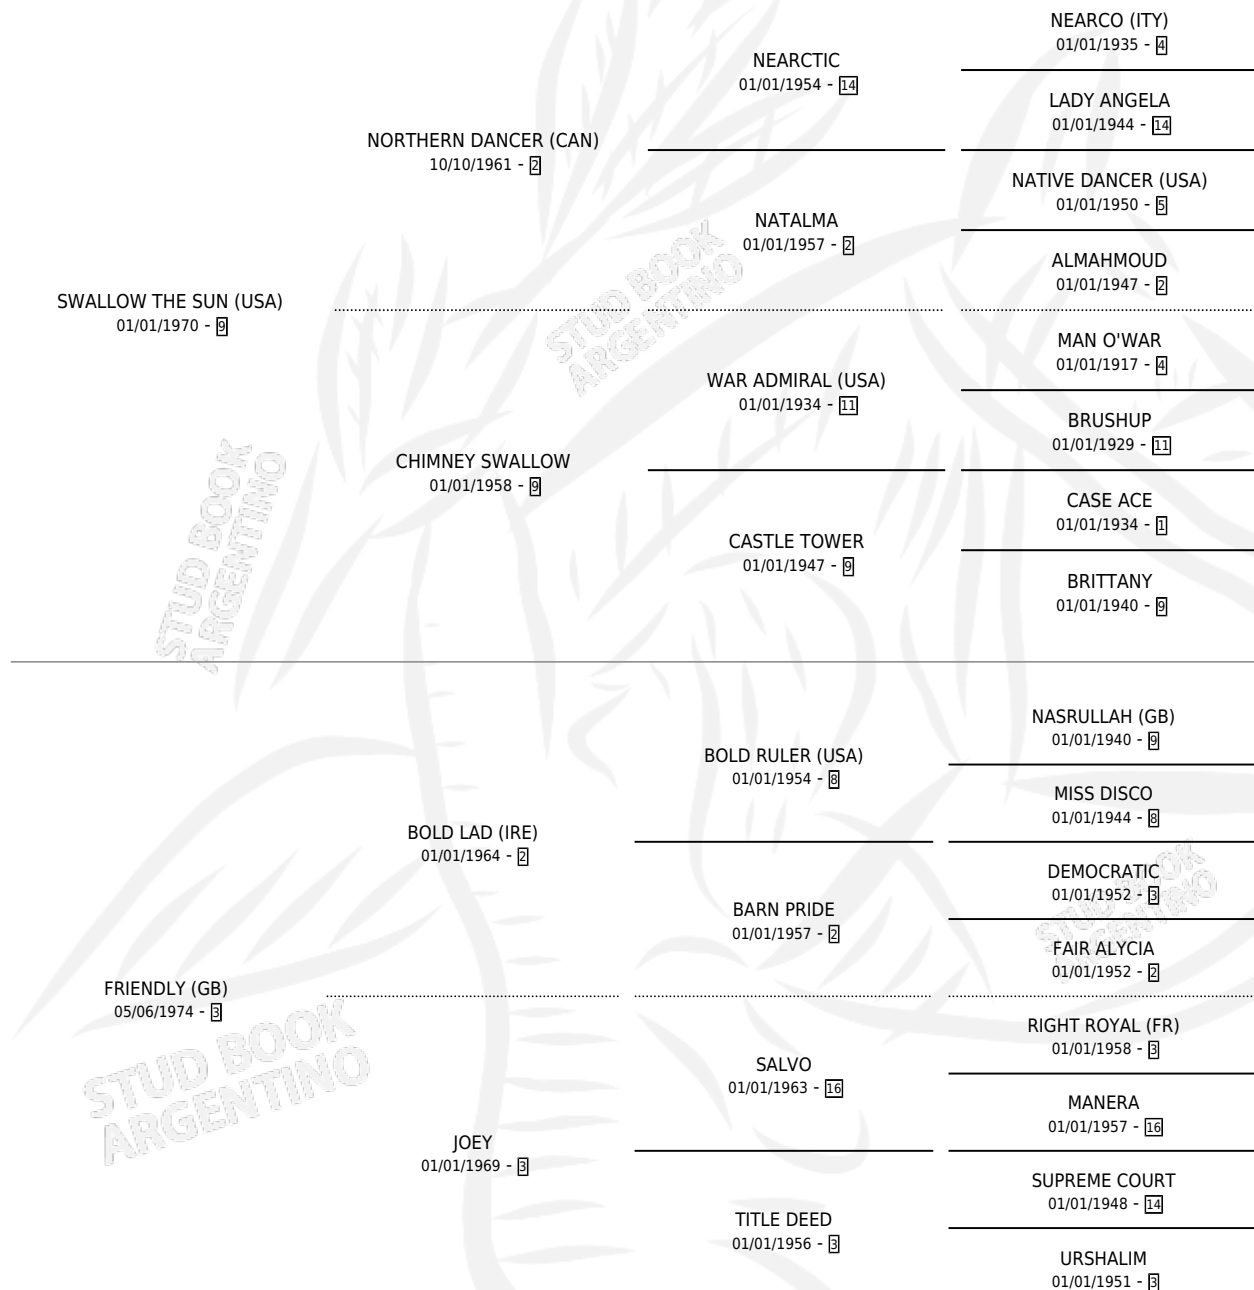 NEARCO (ITY)
01/01/1935 - 4
NEARCTIC
01/01/1954 - 14
LADY ANGELA
01/01/1944 - 14
NORTHERN DANCER (CAN)
10/10/1961 - 2
NATIVE DANCER (USA)
01/01/1950 - 5
NATALMA
01/01/1957 - 2
ALMAHMOUD
01/01/1947 - 2
SWALLOW THE SUN (USA)
01/01/1970 - 9
MAN O'WAR
01/01/1917 - 4
WAR ADMIRAL (USA)
01/01/1934 - 11
BRUSHUP
01/01/1929 - 11
CHIMNEY SWALLOW
01/01/1958 - 9
CASE ACE
01/01/1934 - 1
CASTLE TOWER
01/01/1947 - 9
BRITTANY
01/01/1940 - 9
NASRULLAH (GB)
01/01/1940 - 9
BOLD RULER (USA)
01/01/1954 - 8
MISS DISCO
01/01/1944 - 8
BOLD LAD (IRE)
01/01/1964 - 2
DEMOCRATIC
01/01/1952 - 3
BARN PRIDE
01/01/1957 - 2
FAIR ALYCIA
01/01/1952 - 2
FRIENDLY (GB)
05/06/1974 - 3
RIGHT ROYAL (FR)
01/01/1958 - 3
SALVO
01/01/1963 - 16
MANERA
01/01/1957 - 16
JOEY
01/01/1969 - 3
SUPREME COURT
01/01/1948 - 14
TITLE DEED
01/01/1956 - 3
URSHALIM
01/01/1951 - 3
STUD BOOK
ARGENTINO
STUD BOOK
ARGENTINO
STUD BOOK
ARGENTINO
STUD BOOK
ARGENTINO